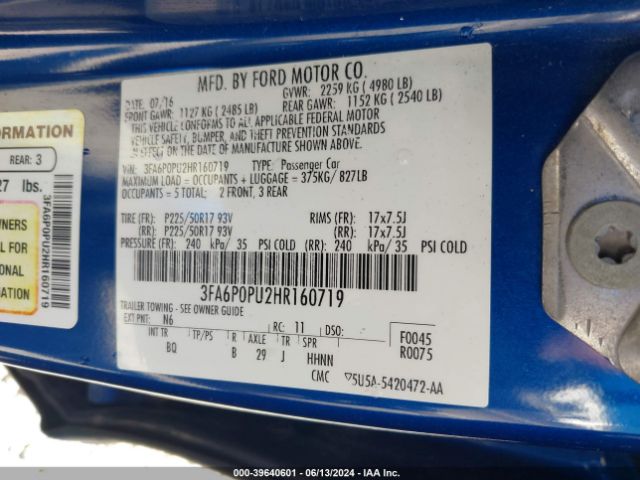 MFD. BY FORD MOTOR CO.
DATE: 07/16 GVWR: 2259 KG ( 4980 LB)
FRONT GAWR: 1127 KG ( 2485 LB) REAR GAWR: 1152 KG ( 2540 LB)
THIS VEHICLE CONFORMS TO ALL APPLICABLE FEDERAL MOTOR
VEHICLE SAFETY, BUMPER, AND THEFT PREVENTION STANDARDS
IN EFFECT ON THE DATE OF MANUFACTURE SHOWN ABOVE.
VIN: 3FA6P0PU2HR160719 TYPE: Passenger Car
MAXIMUM LOAD = OCCUPANTS + LUGGAGE = 375KG/ 827LB
OCCUPANTS = 5 TOTAL: 2 FRONT, 3 REAR
TIRE (FR): P225/50R17 93V RIMS (FR): 17x7.5J
(RR): P225/50R17 93V (RR): 17x7.5J
PRESSURE (FR): 240 kPa/ 35 PSI COLD (RR): 240 kPa/ 35 PSI COLD
3FA6P0PU2HR160719
TRAILER TOWING - SEE OWNER GUIDE
EXT PNT: N6 RC: 11 DSO:
INT TR TP/PS R AXLE TR SPR
BQ B 29 J HHNN
F0045
R0075
CMC ▽5U5A-5420472-AA
ORMATION
REAR: 3
27 lbs.
WNERS
L FOR
ONAL
TION
3FA6P0PU2HR160719
000-39640601 - 06/13/2024 - IAA Inc.